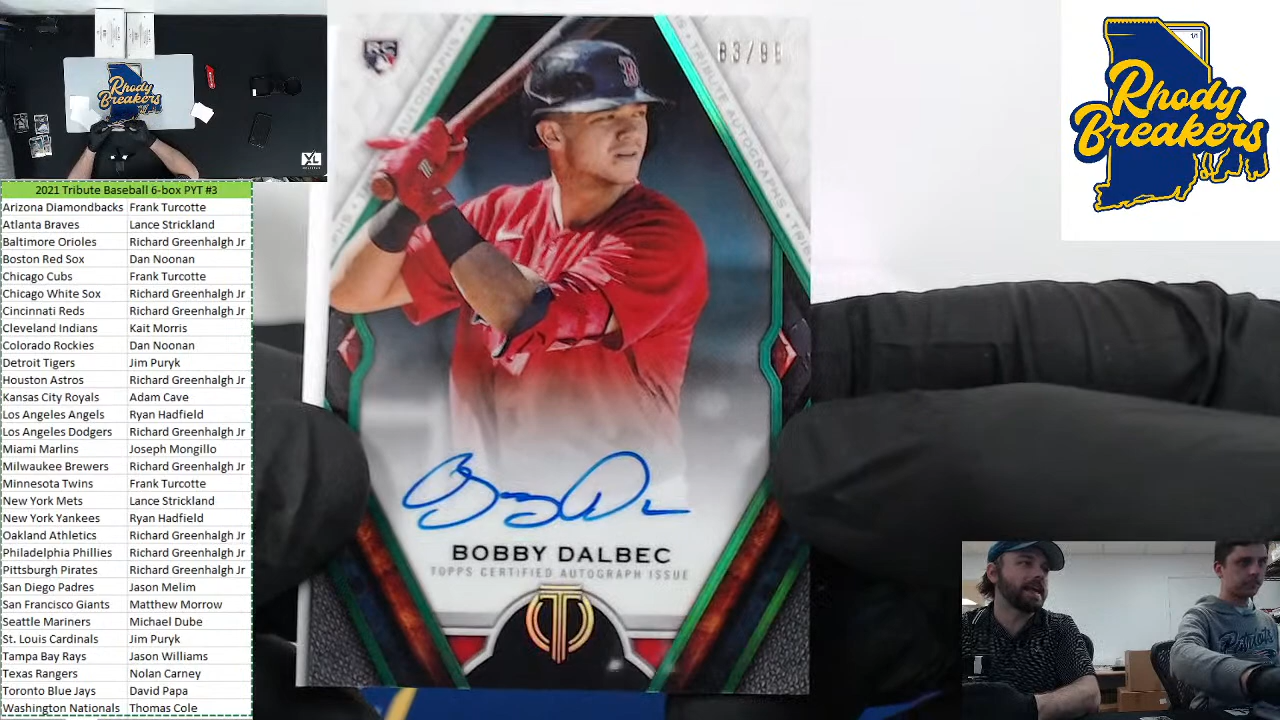 Rhody
Breakers
XL
2021 Tribute Baseball 6-box PYT #3
Arizona Diamondbacks Frank Turcotte
Atlanta Braves Lance Strickland
Baltimore Orioles Richard Greenhalgh Jr
Boston Red Sox Dan Noonan
Chicago Cubs Frank Turcotte
Chicago White Sox Richard Greenhalgh Jr
Cincinnati Reds Richard Greenhalgh Jr
Cleveland Indians Kait Morris
Colorado Rockies Dan Noonan
Detroit Tigers Jim Puryk
Houston Astros Richard Greenhalgh Jr
Kansas City Royals Adam Cave
Los Angeles Angels Ryan Hadfield
Los Angeles Dodgers Richard Greenhalgh Jr
Miami Marlins Joseph Mongillo
Milwaukee Brewers Richard Greenhalgh Jr
Minnesota Twins Frank Turcotte
New York Mets Lance Strickland
New York Yankees Ryan Hadfield
Oakland Athletics Richard Greenhalgh Jr
Philadelphia Phillies Richard Greenhalgh Jr
Pittsburgh Pirates Richard Greenhalgh Jr
San Diego Padres Jason Melim
San Francisco Giants Matthew Morrow
Seattle Mariners Michael Dube
St. Louis Cardinals Jim Puryk
Tampa Bay Rays Jason Williams
Texas Rangers Nolan Carney
Toronto Blue Jays David Papa
Washington Nationals Thomas Cole
RC
TRIBUTE AUTOGRAPHS
B
BOBBY DALBEC
TOPPS CERTIFIED AUTOGRAPH ISSUE
T
1/1
Rhody
Breakers
Patriots